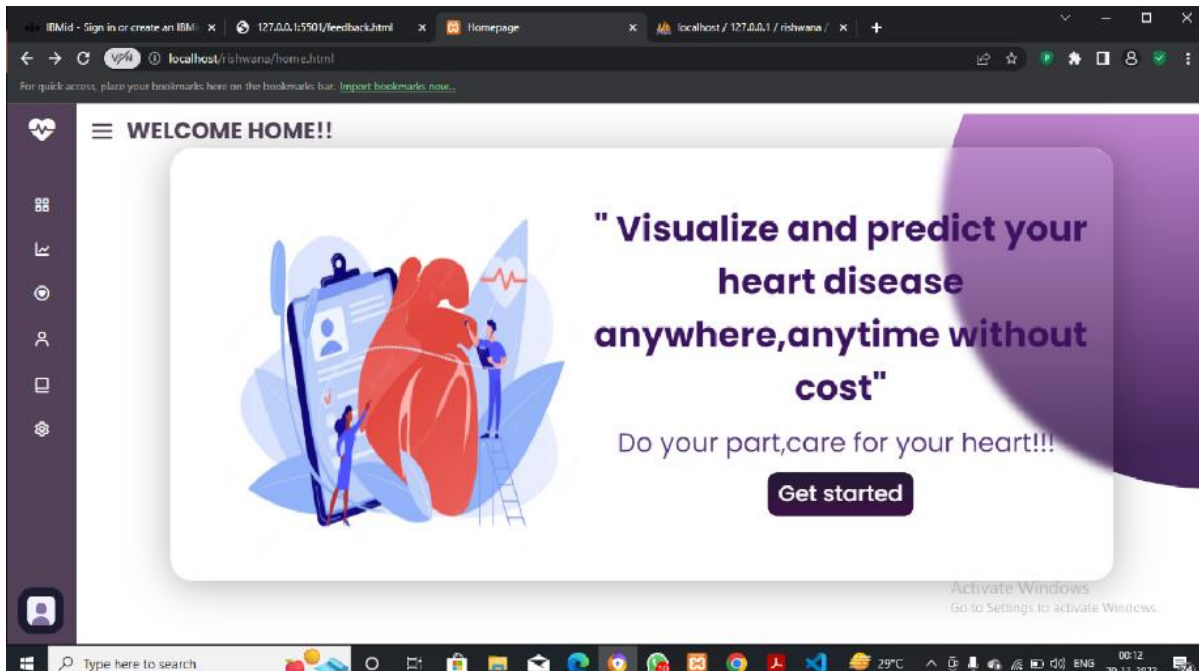 IBMid - Sign in or create an IBMi
127.0.0.1:5501/feedback.html
Homepage
localhost / 127.0.0.1 / rishwana /
VPN
localhost/rishwana/home.html
For quick access, place your bookmarks here on the bookmarks bar. Import bookmarks now...
WELCOME HOME!!
" Visualize and predict your
heart disease
anywhere,anytime without
cost"
Do your part,care for your heart!!!
Get started
Activate Windows
Go to Settings to activate Windows.
Type here to search
29°C
ENG
00:12